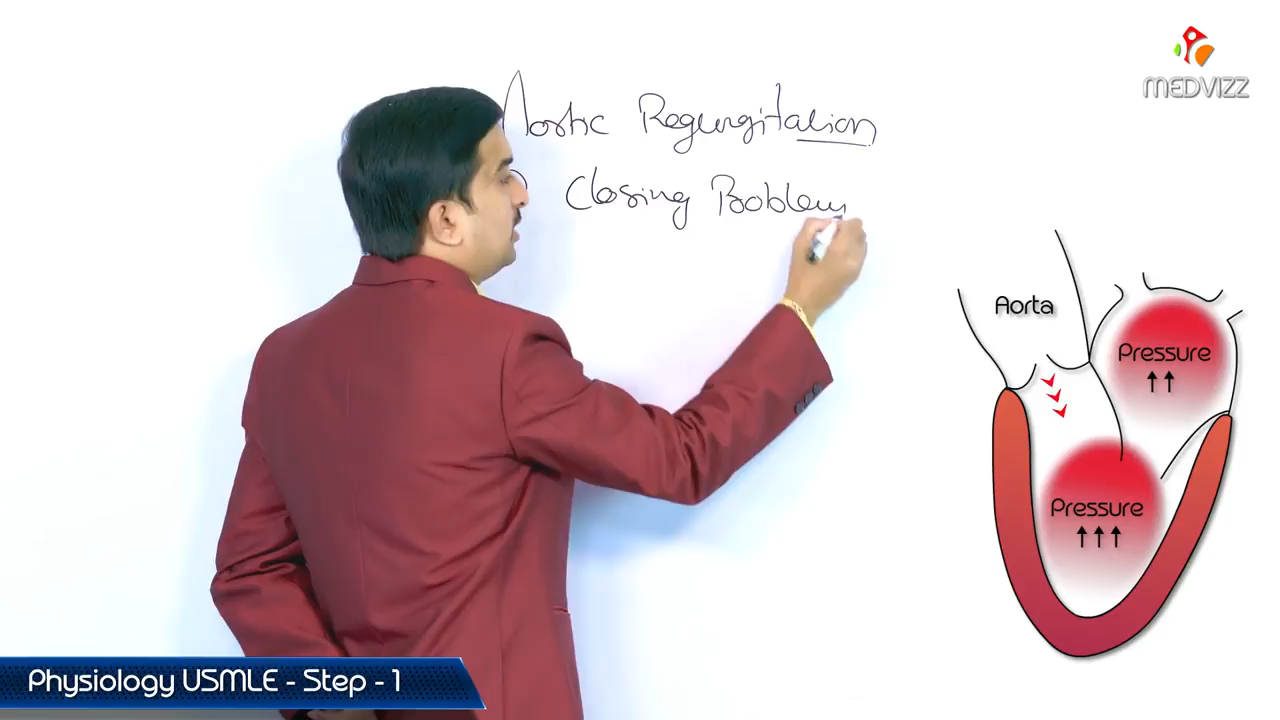 MEDVIZZ
Aortic Regurgitation
Closing Problem
Aorta
Pressure
Pressure
Physiology USMLE - Step - 1